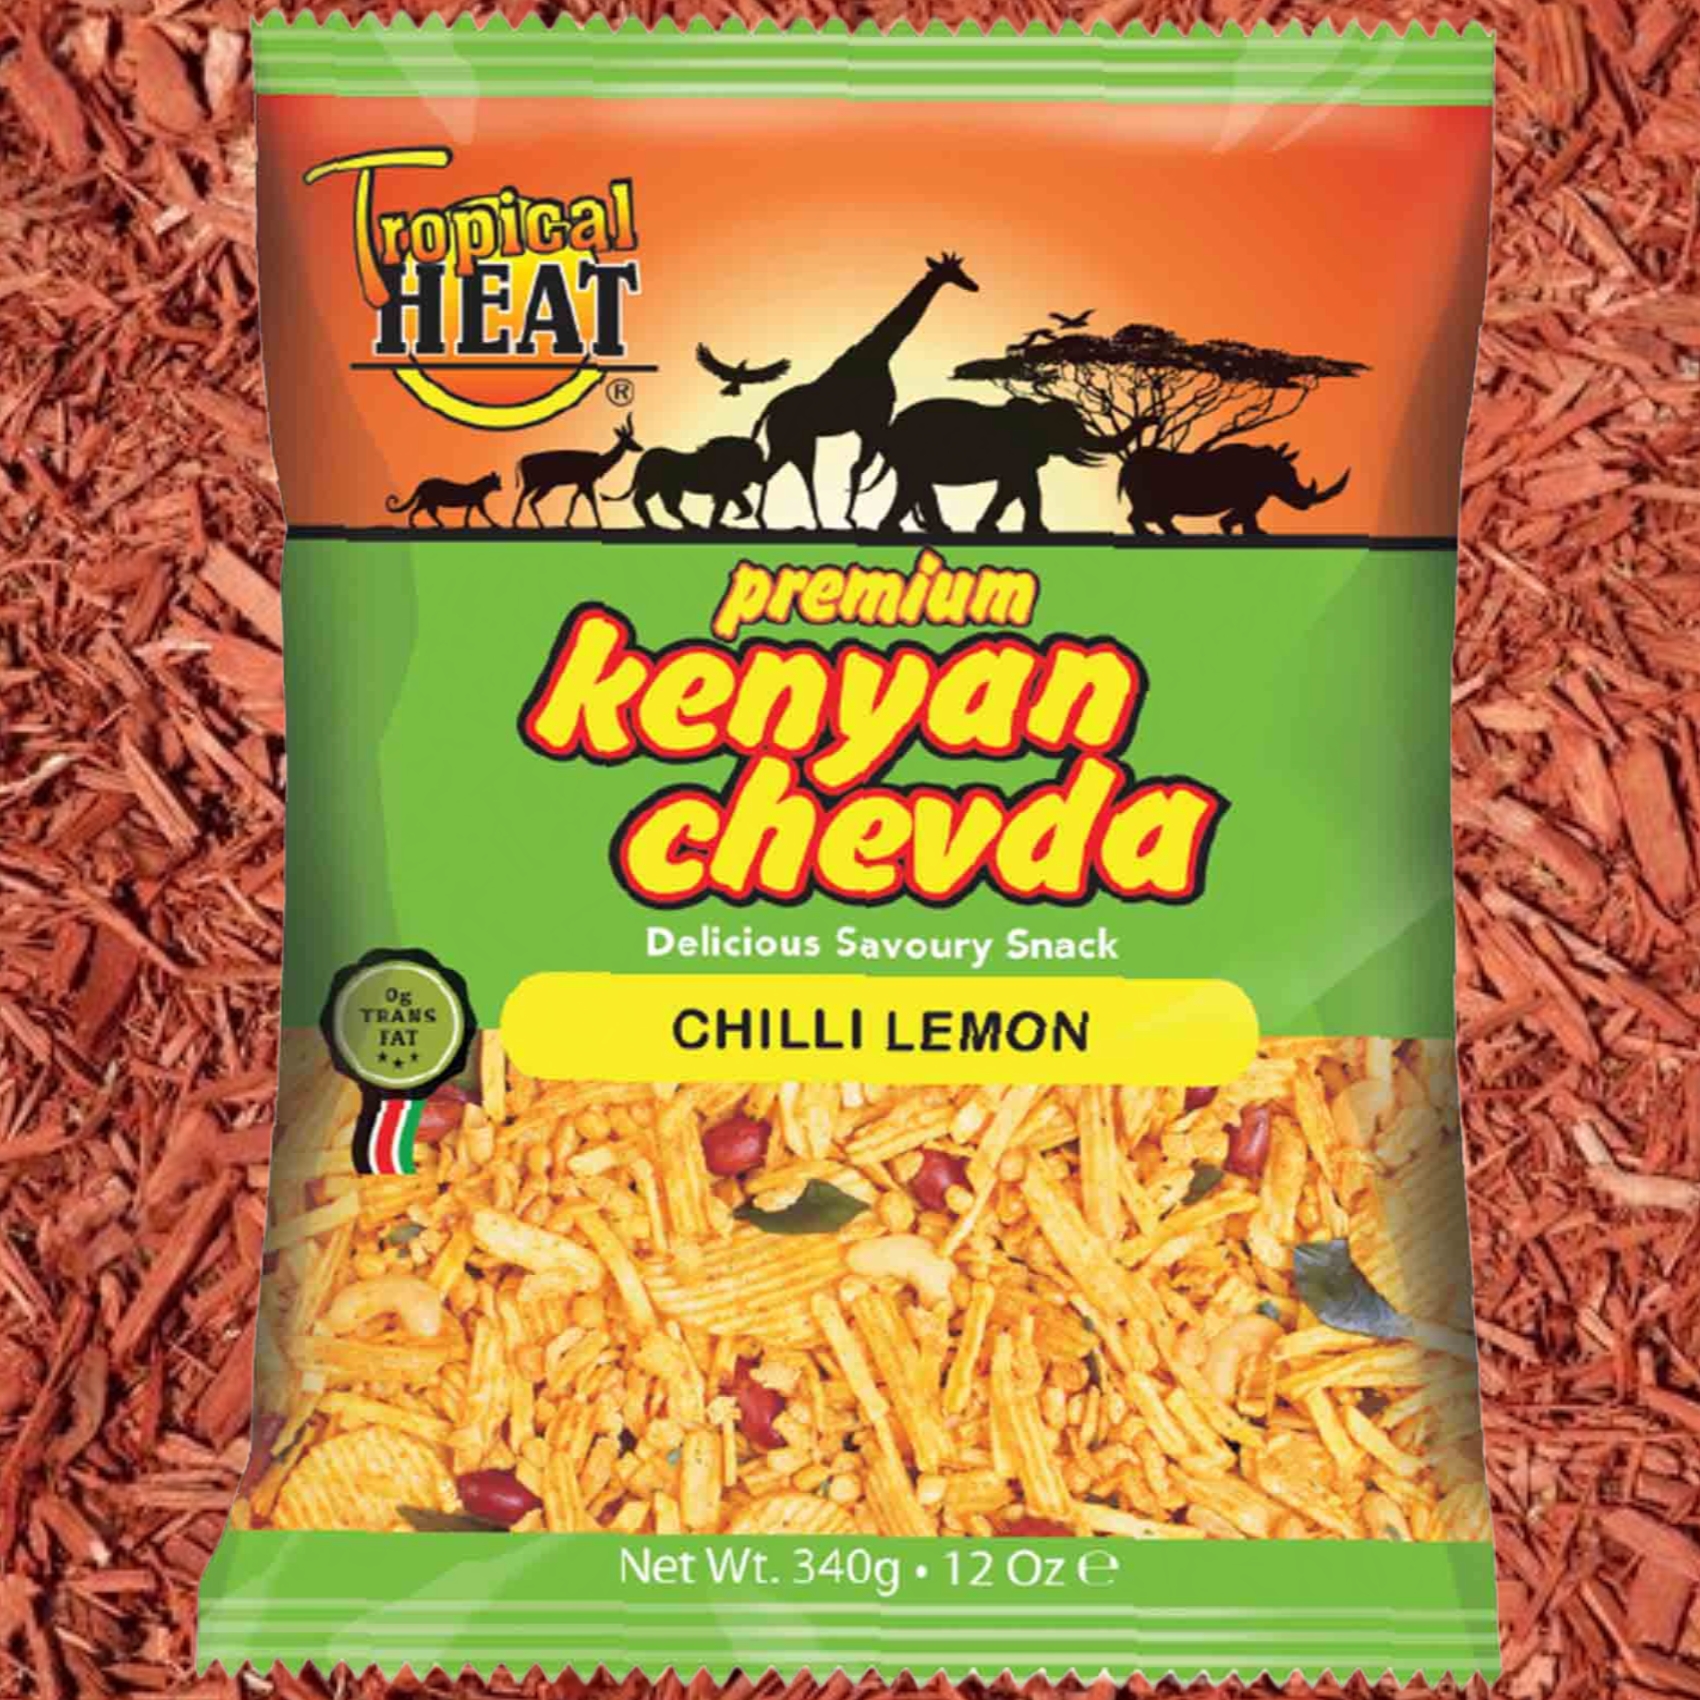 Tropical
HEAT
®
premium
kenyan
chevda
Delicious Savoury Snack
CHILLI LEMON
0g
TRANS
FAT
Net Wt. 340g • 12 Oz ℮